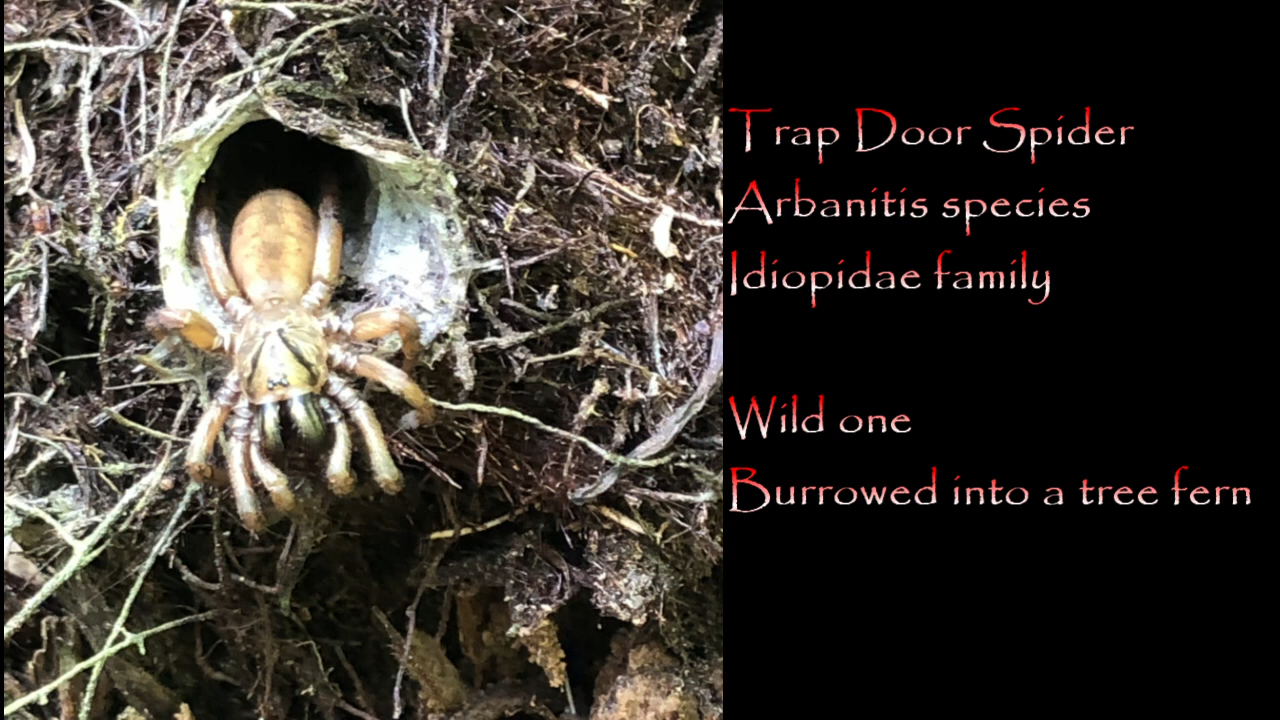 Trap Door Spider
Arbanitis species
Idiopidae family
Wild one
Burrowed into a tree fern